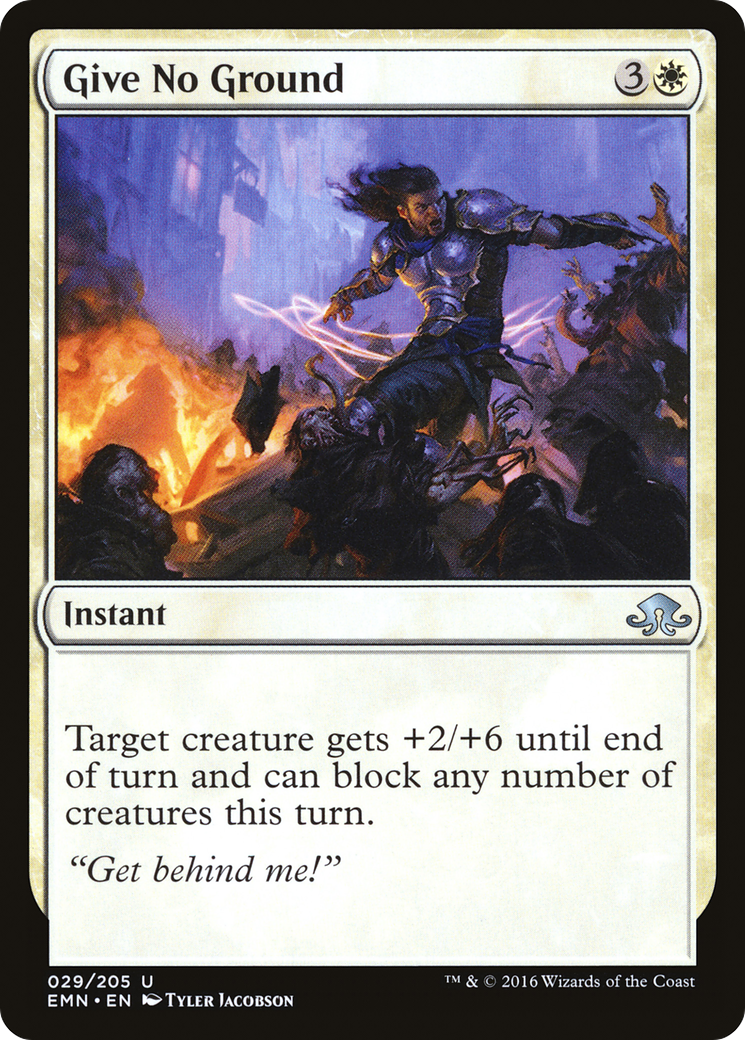 Give No Ground 3
Instant
Target creature gets +2/+6 until end
of turn and can block any number of
creatures this turn.
“Get behind me!”
029/205 U
EMN • EN Tyler Jacobson
™ & © 2016 Wizards of the Coast